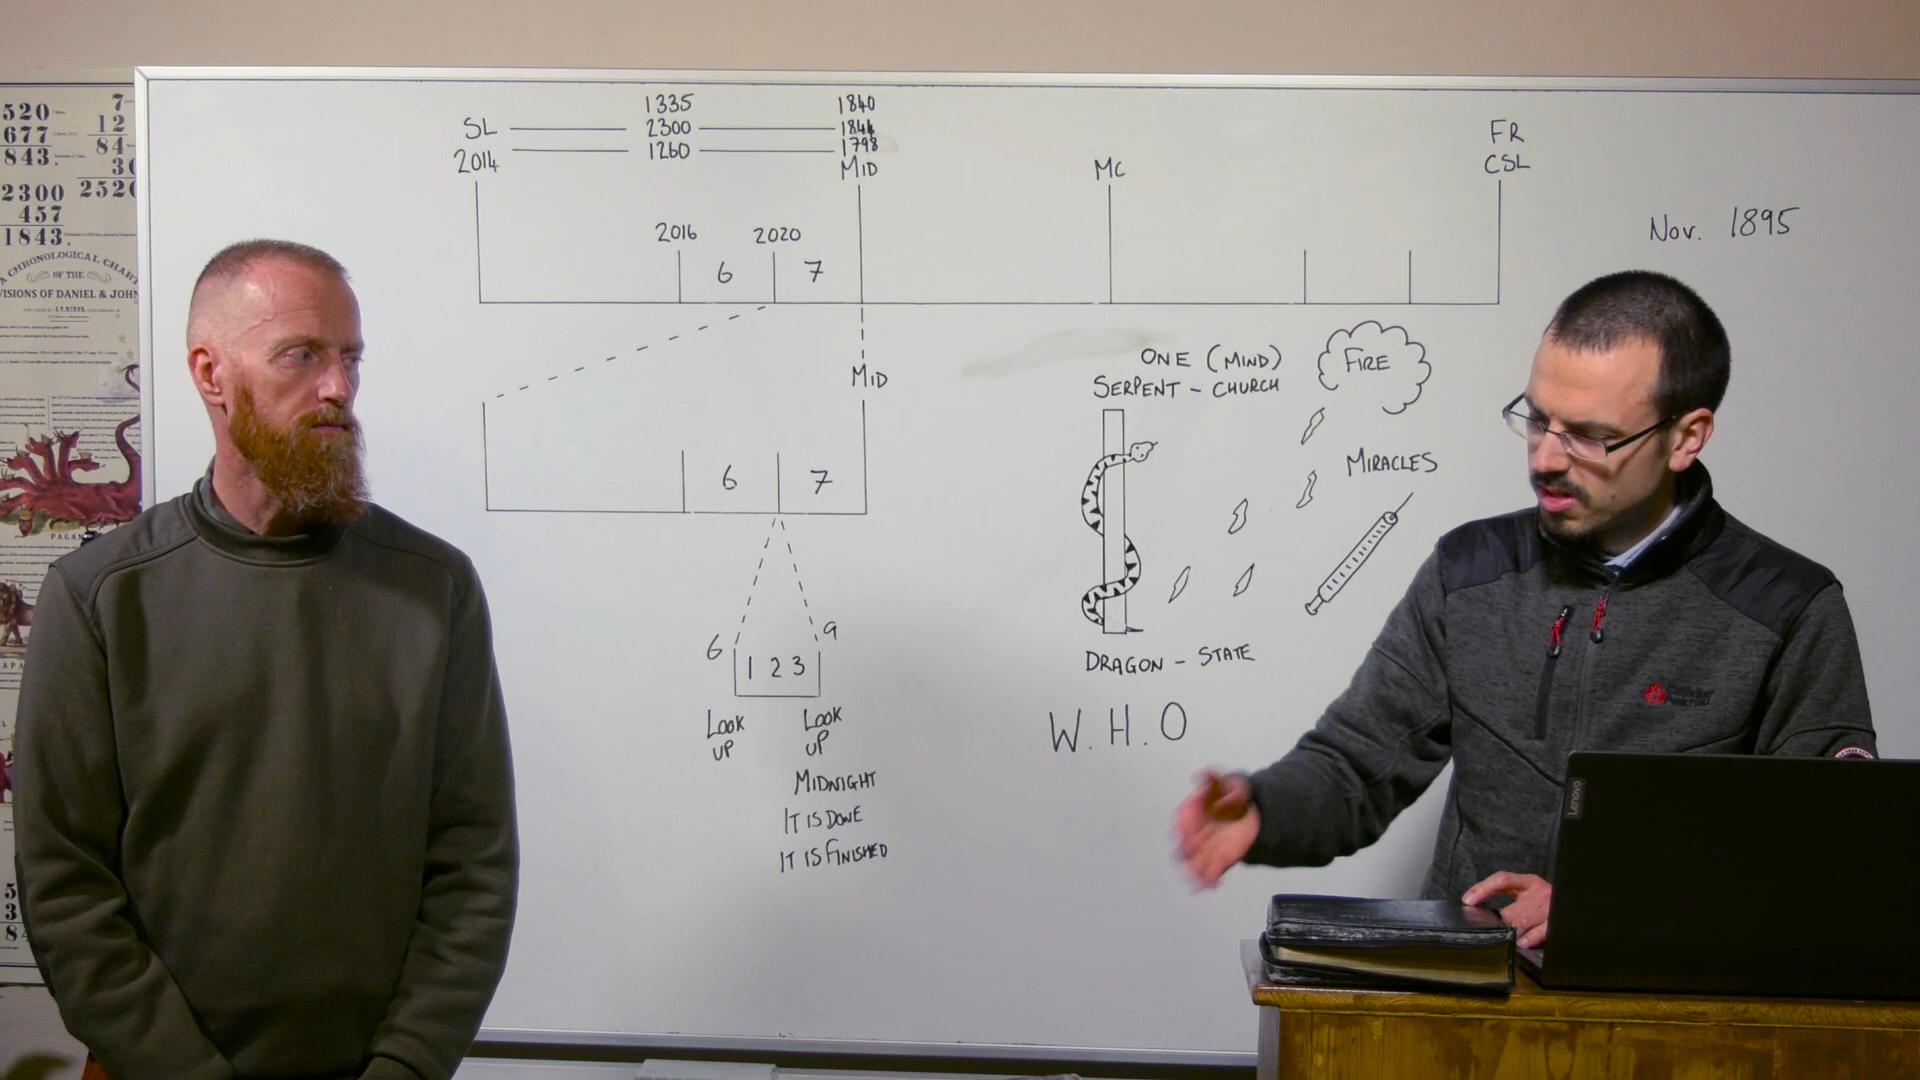 520
677
843.
2300
457
1843.
7
12
84
2520
A CHRONOLOGICAL CHART
OF THE
VISIONS OF DANIEL & JOHN
PAGAN
1335
1840
SL
2300
1844
1260
1798
2014
MID
MC
FR
CSL
Nov. 1895
2016
2020
6
7
MID
6
7
6
9
1 2 3
LOOK UP
LOOK UP
MIDNIGHT
IT IS DONE
IT IS FINISHED
ONE (MIND)
SERPENT - CHURCH
FIRE
MIRACLES
DRAGON - STATE
W.H.O
Lenovo